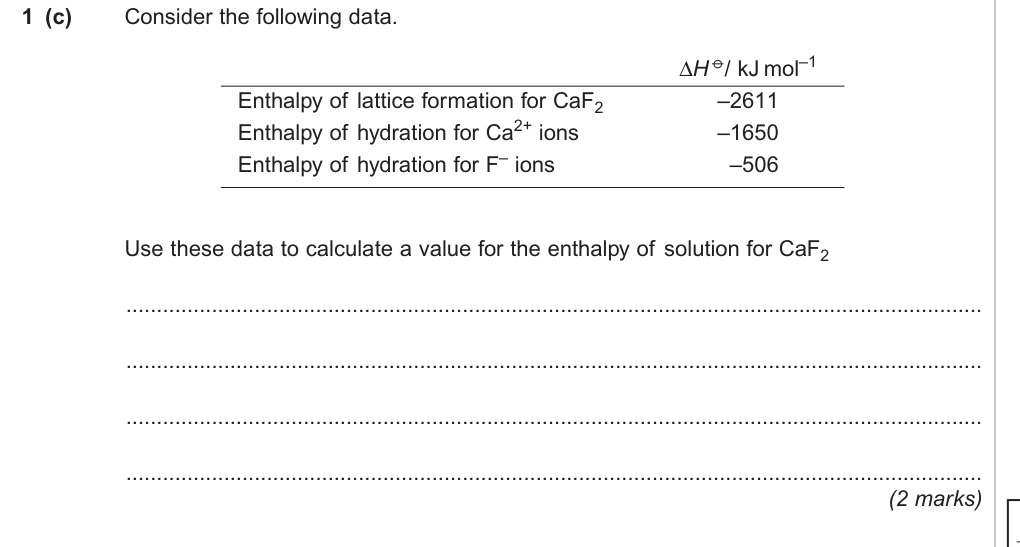 1 (c) Consider the following data.
ΔH⦵/ kJ mol⁻¹
Enthalpy of lattice formation for CaF₂ –2611
Enthalpy of hydration for Ca²⁺ ions –1650
Enthalpy of hydration for F⁻ ions –506
Use these data to calculate a value for the enthalpy of solution for CaF₂
....................................................................................................
....................................................................................................
....................................................................................................
....................................................................................................
(2 marks)